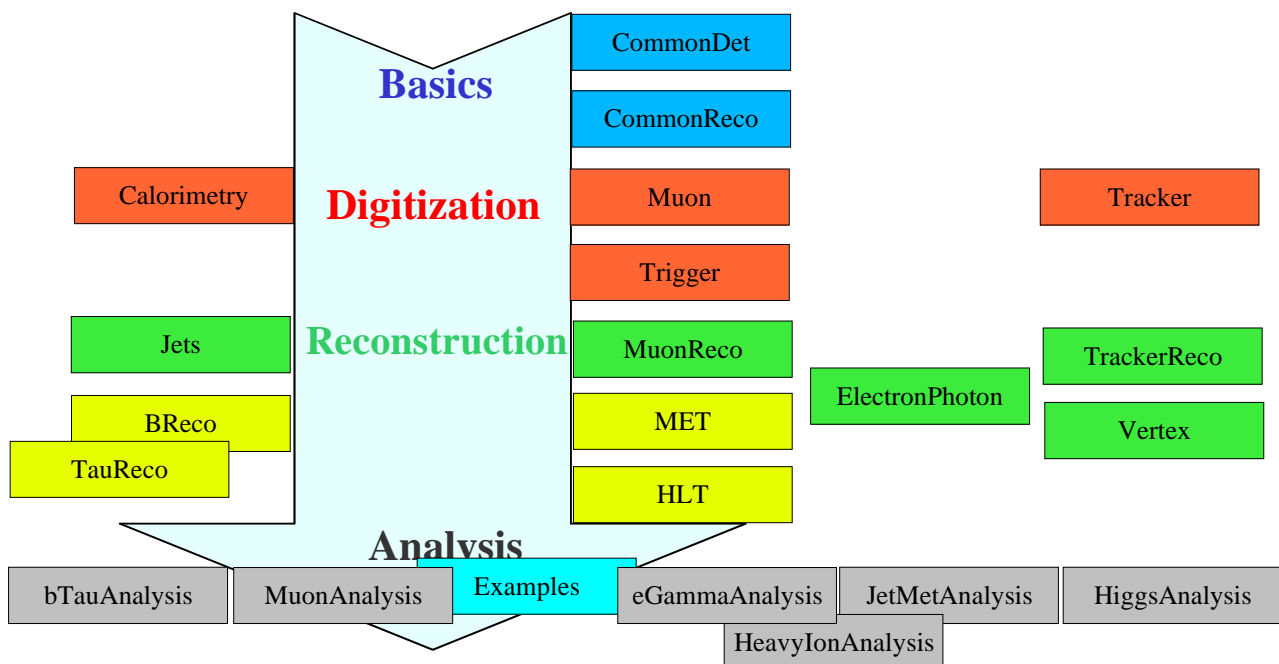 CommonDet
Basics
CommonReco
Calorimetry
Digitization
Muon
Tracker
Trigger
Jets
Reconstruction
MuonReco
TrackerReco
ElectronPhoton
BReco
MET
Vertex
TauReco
HLT
Analysis
bTauAnalysis
MuonAnalysis
Examples
eGammaAnalysis
JetMetAnalysis
HiggsAnalysis
HeavyIonAnalysis